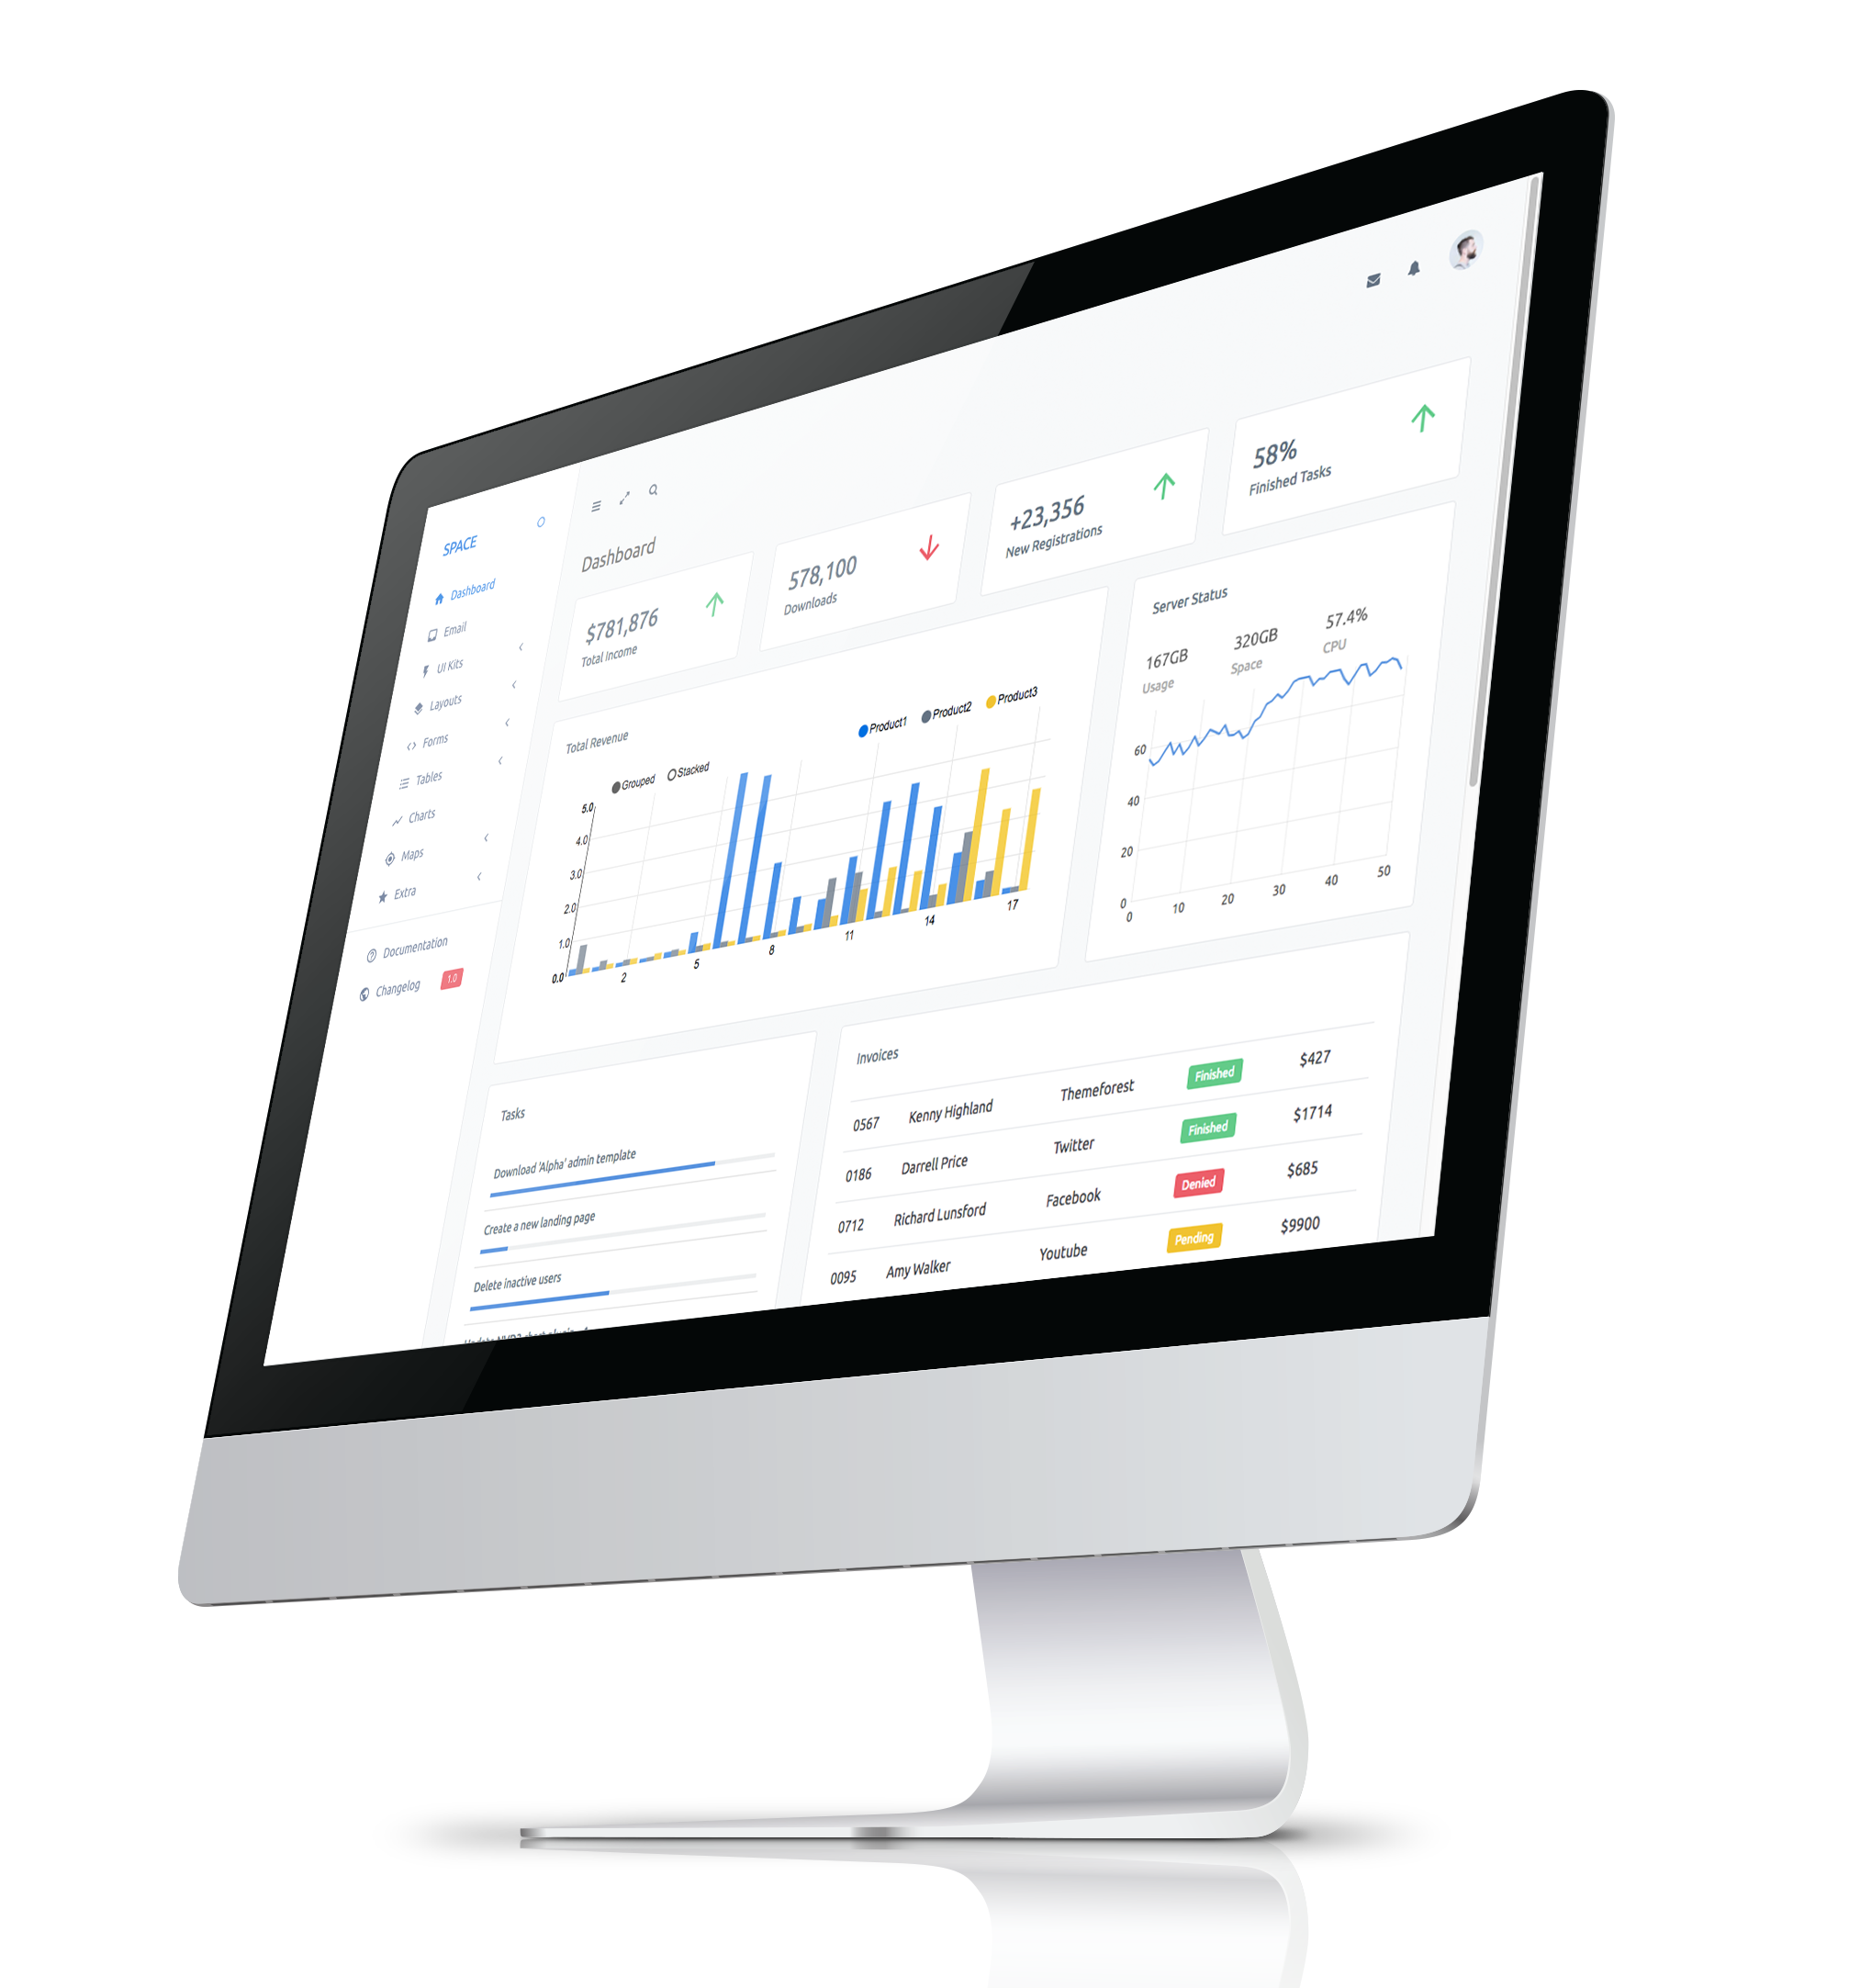 SPACE
Dashboard
Email
UI Kits
Layouts
Forms
Tables
Charts
Maps
Extra
Documentation
Changelog 1.0
Dashboard
$781,876
Total Income
578,100
Downloads
+23,356
New Registrations
58%
Finished Tasks
Total Revenue
Grouped Stacked
Product1 Product2 Product3
5.0
4.0
3.0
2.0
1.0
0.0
2 5 8 11 14 17
Server Status
167GB 320GB 57.4%
Usage Space CPU
60
40
20
0
0 10 20 30 40 50
Tasks
Download 'Alpha' admin template
Create a new landing page
Delete inactive users
Invoices
0567 Kenny Highland Themeforest Finished $427
0186 Darrell Price Twitter Finished $1714
0712 Richard Lunsford Facebook Denied $685
0095 Amy Walker Youtube Pending $9900